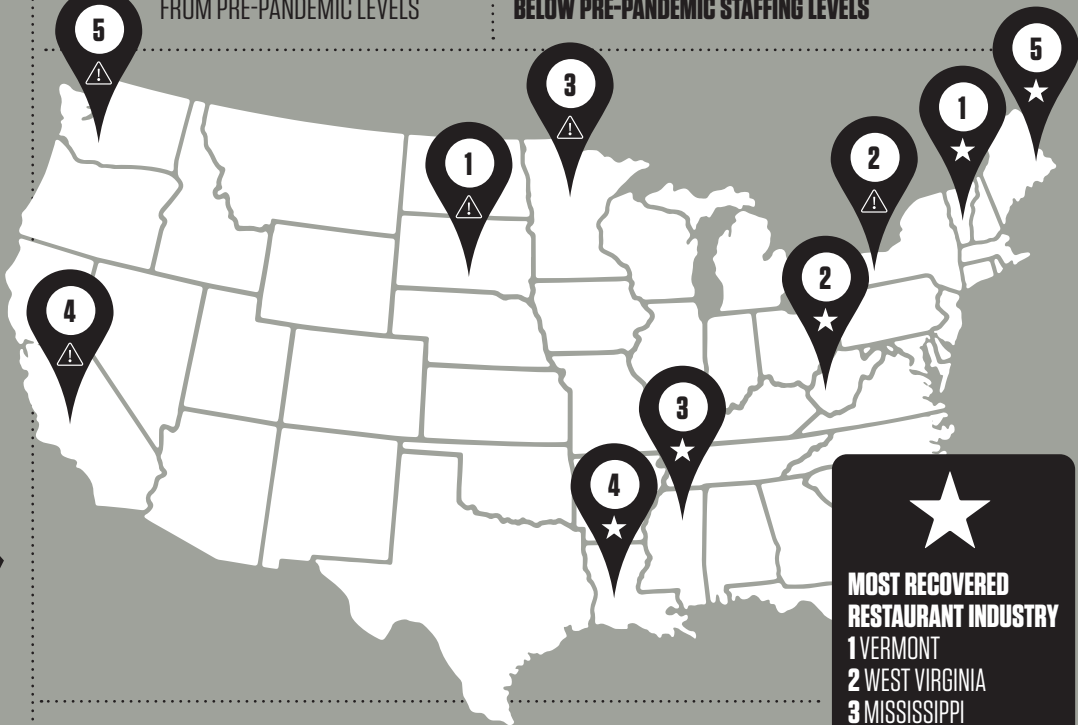 FROM PRE-PANDEMIC LEVELS
BELOW PRE-PANDEMIC STAFFING LEVELS
5
5
3
1
1
2
2
4
3
4
MOST RECOVERED
RESTAURANT INDUSTRY
1 VERMONT
2 WEST VIRGINIA
3 MISSISSIPPI